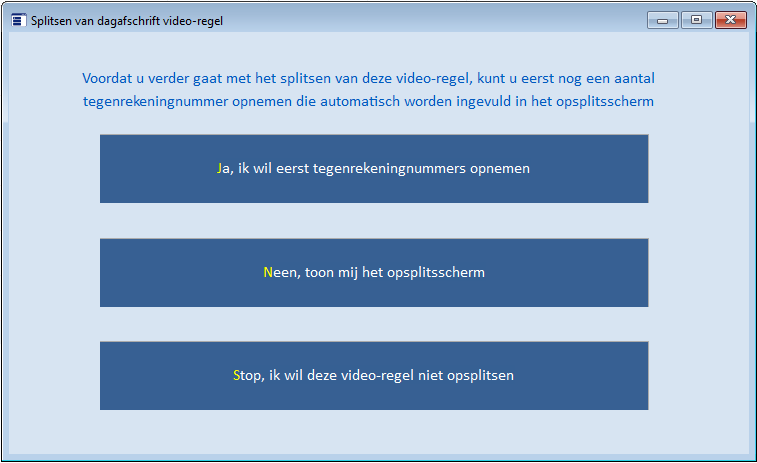 Splitsen van dagafschrift video-regel
Voordat u verder gaat met het splitsen van deze video-regel, kunt u eerst nog een aantal
tegenrekeningnummer opnemen die automatisch worden ingevuld in het opsplitsscherm
Ja, ik wil eerst tegenrekeningnummers opnemen
Neen, toon mij het opsplitsscherm
Stop, ik wil deze video-regel niet opsplitsen